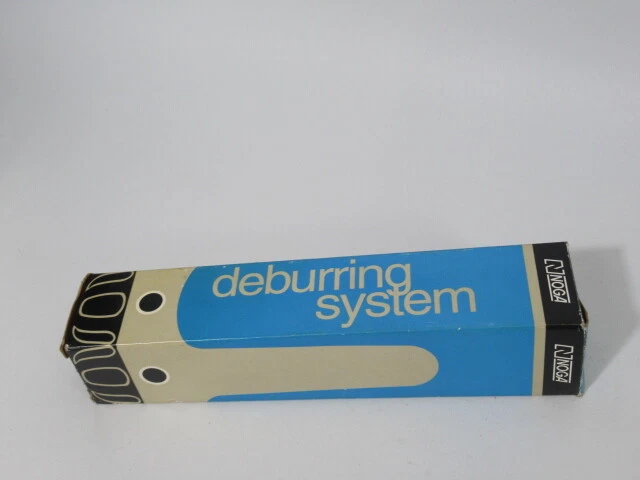 deburring
system
NOGA
NOGA